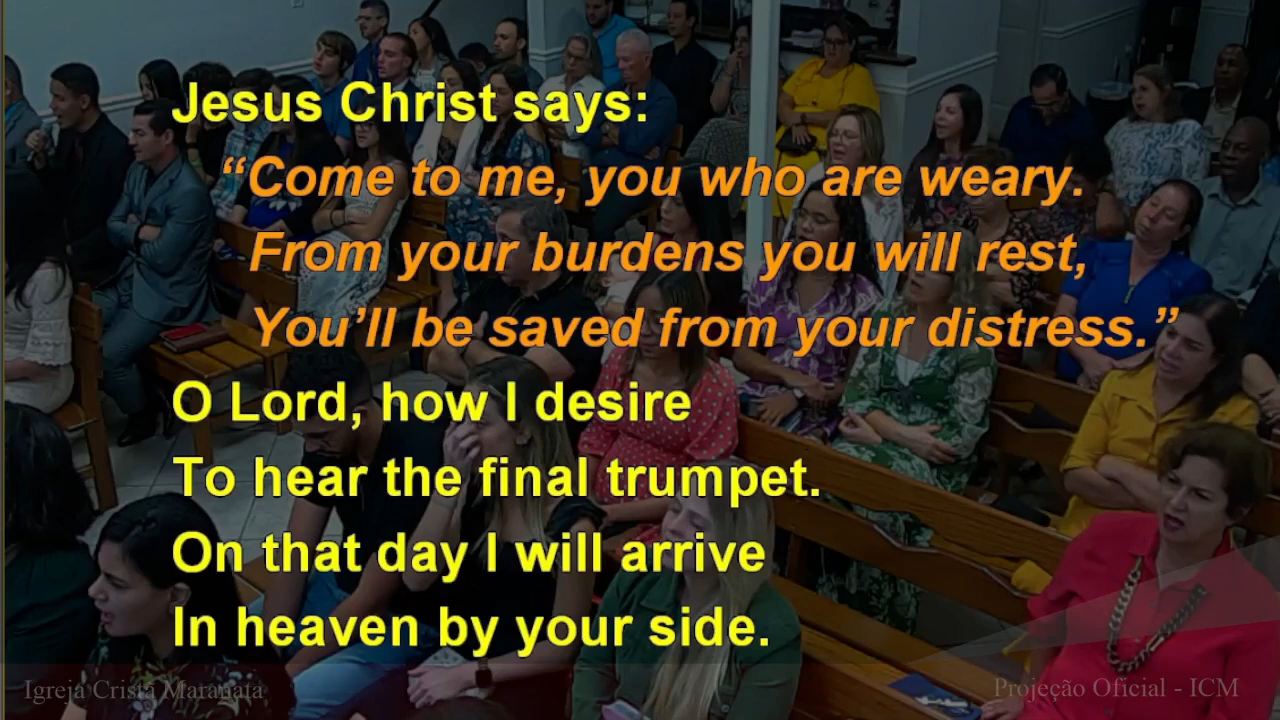 Jesus Christ says:
“Come to me, you who are weary.
From your burdens you will rest,
You’ll be saved from your distress.”
O Lord, how I desire
To hear the final trumpet.
On that day I will arrive
In heaven by your side.
Igreja Cristã Maranata
Projeção Oficial - ICM